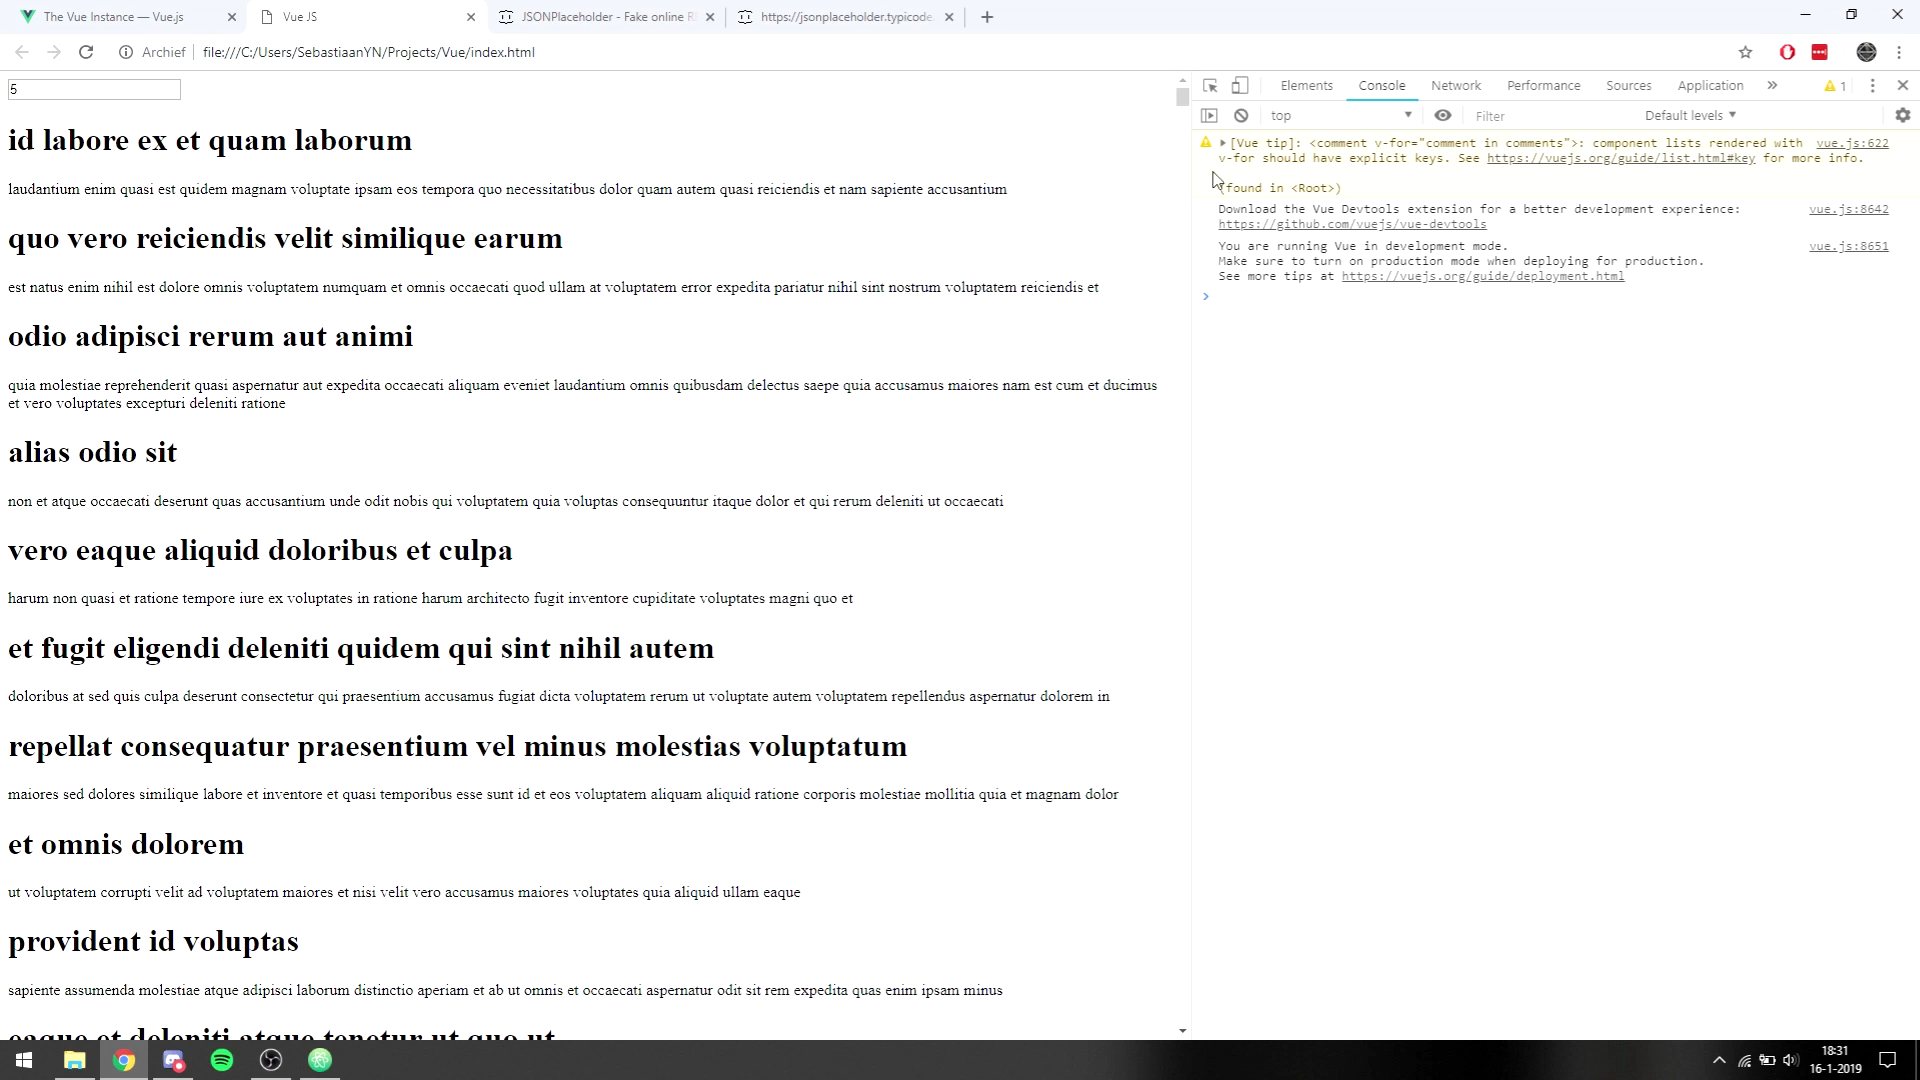 The Vue Instance — Vue.js
Vue JS
JSONPlaceholder - Fake online R
https://jsonplaceholder.typicode.
Archief
file:///C:/Users/SebastiaanYN/Projects/Vue/index.html
5
id labore ex et quam laborum
laudantium enim quasi est quidem magnam voluptate ipsam eos tempora quo necessitatibus dolor quam autem quasi reiciendis et nam sapiente accusantium
quo vero reiciendis velit similique earum
est natus enim nihil est dolore omnis voluptatem numquam et omnis occaecati quod ullam at voluptatem error expedita pariatur nihil sint nostrum voluptatem reiciendis et
odio adipisci rerum aut animi
quia molestiae reprehenderit quasi aspernatur aut expedita occaecati aliquam eveniet laudantium omnis quibusdam delectus saepe quia accusamus maiores nam est cum et ducimus
et vero voluptates excepturi deleniti ratione
alias odio sit
non et atque occaecati deserunt quas accusantium unde odit nobis qui voluptatem quia voluptas consequuntur itaque dolor et qui rerum deleniti ut occaecati
vero eaque aliquid doloribus et culpa
harum non quasi et ratione tempore iure ex voluptates in ratione harum architecto fugit inventore cupiditate voluptates magni quo et
et fugit eligendi deleniti quidem qui sint nihil autem
doloribus at sed quis culpa deserunt consectetur qui praesentium accusamus fugiat dicta voluptatem rerum ut voluptate autem voluptatem repellendus aspernatur dolorem in
repellat consequatur praesentium vel minus molestias voluptatum
maiores sed dolores similique labore et inventore et quasi temporibus esse sunt id et eos voluptatem aliquam aliquid ratione corporis molestiae mollitia quia et magnam dolor
et omnis dolorem
ut voluptatem corrupti velit ad voluptatem maiores et nisi velit vero accusamus maiores voluptates quia aliquid ullam eaque
provident id voluptas
sapiente assumenda molestiae atque adipisci laborum distinctio aperiam et ab ut omnis et occaecati aspernatur odit sit rem expedita quas enim ipsam minus
eaque et deleniti atque tenetur ut quo ut
Elements Console Network Performance Sources Application » 1
top Filter Default levels
[Vue tip]: <comment v-for="comment in comments">: component lists rendered with vue.js:622
v-for should have explicit keys. See https://vuejs.org/guide/list.html#key for more info.
(found in <Root>)
Download the Vue Devtools extension for a better development experience: vue.js:8642
https://github.com/vuejs/vue-devtools
You are running Vue in development mode. vue.js:8651
Make sure to turn on production mode when deploying for production.
See more tips at https://vuejs.org/guide/deployment.html
18:31
16-1-2019